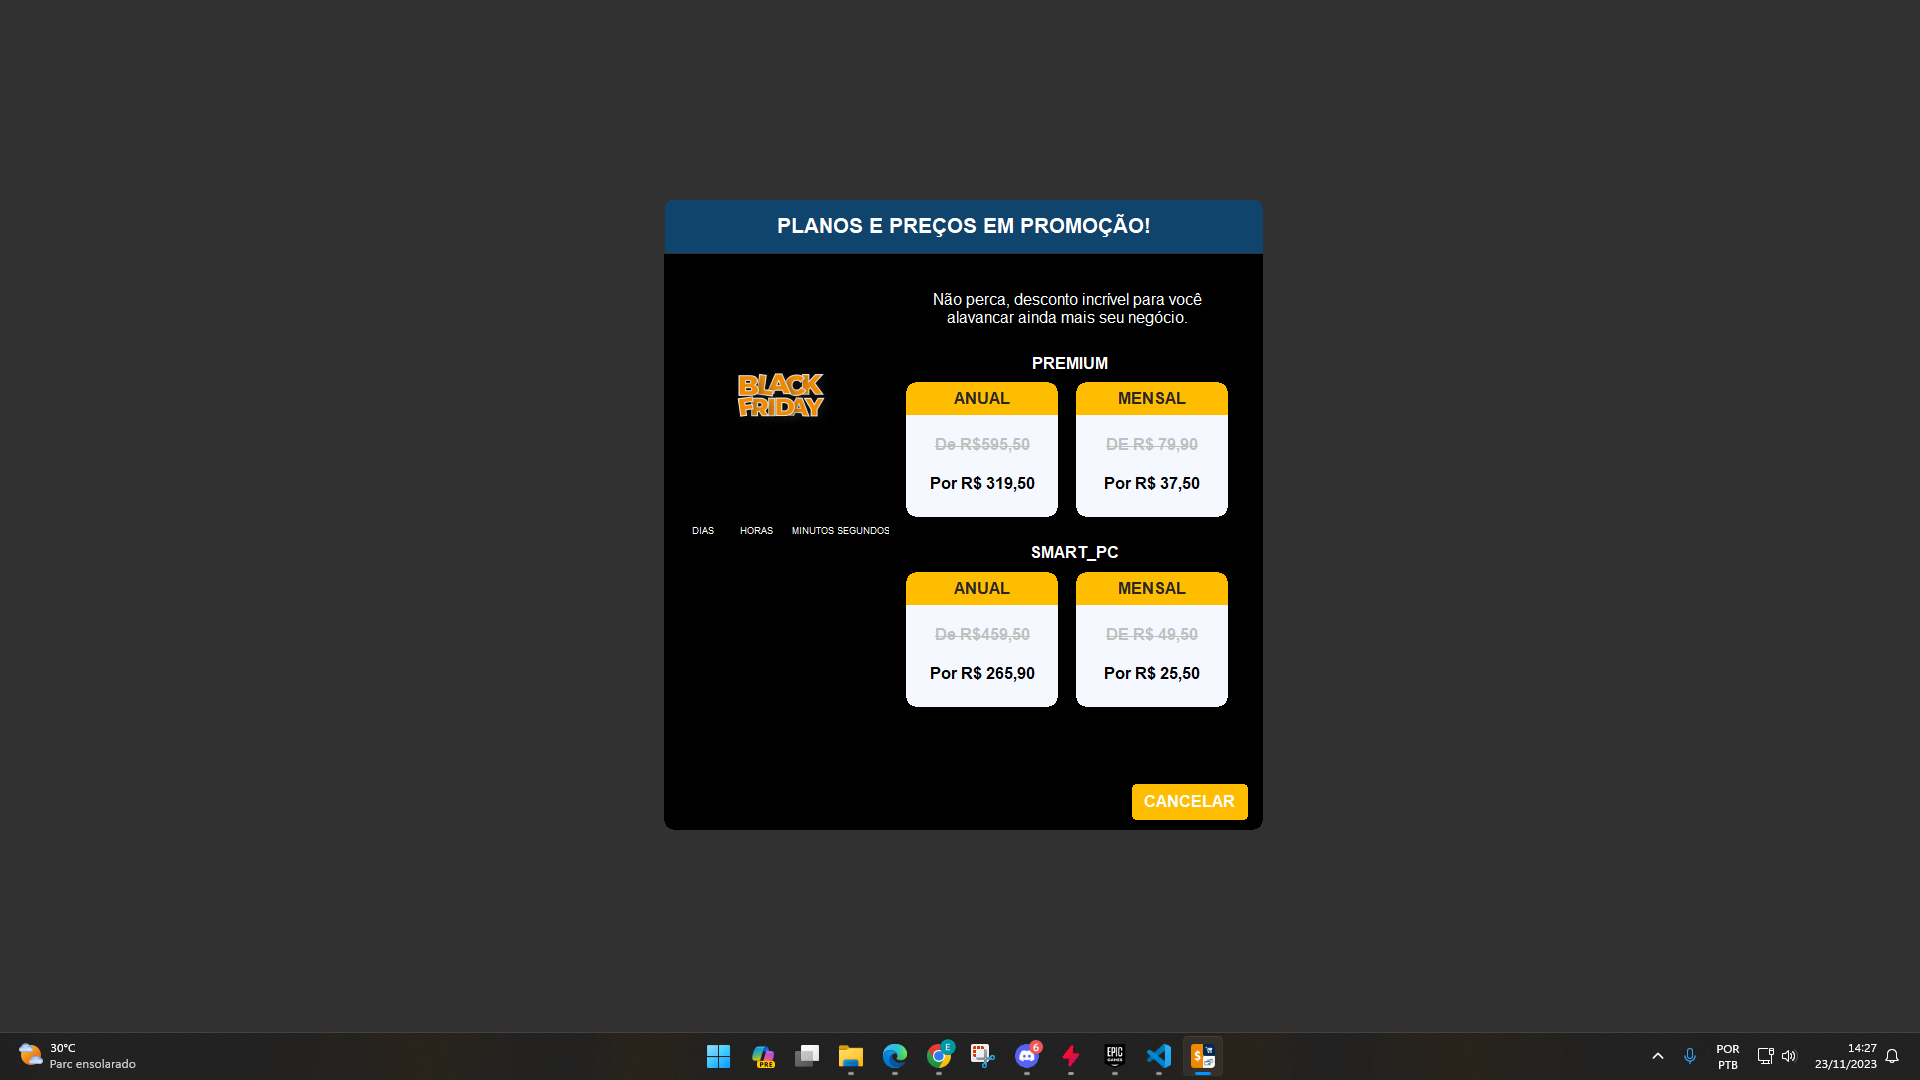 PLANOS E PREÇOS EM PROMOÇÃO!
Não perca, desconto incrível para você
alavancar ainda mais seu negócio.
BLACK
FRIDAY
DIAS HORAS MINUTOS SEGUNDOS
PREMIUM
ANUAL
De R$595,50
Por R$ 319,50
MENSAL
DE R$ 79,90
Por R$ 37,50
SMART_PC
ANUAL
De R$459,50
Por R$ 265,90
MENSAL
DE R$ 49,50
Por R$ 25,50
CANCELAR
30°C
Parc ensolarado
PRE
E
6
EPIC
GAMES
$
POR
PTB
14:27
23/11/2023